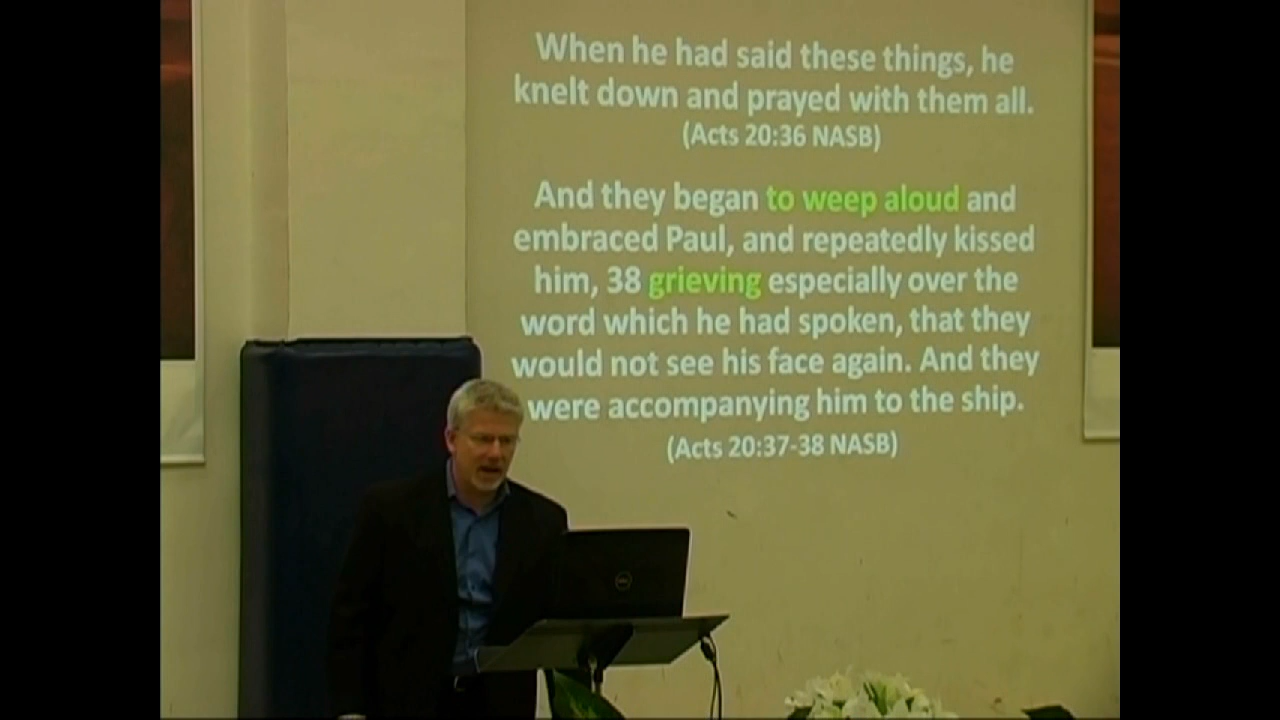 When he had said these things, he
knelt down and prayed with them all.
(Acts 20:36 NASB)
And they began to weep aloud and
embraced Paul, and repeatedly kissed
him, 38 grieving especially over the
word which he had spoken, that they
would not see his face again. And they
were accompanying him to the ship.
(Acts 20:37-38 NASB)